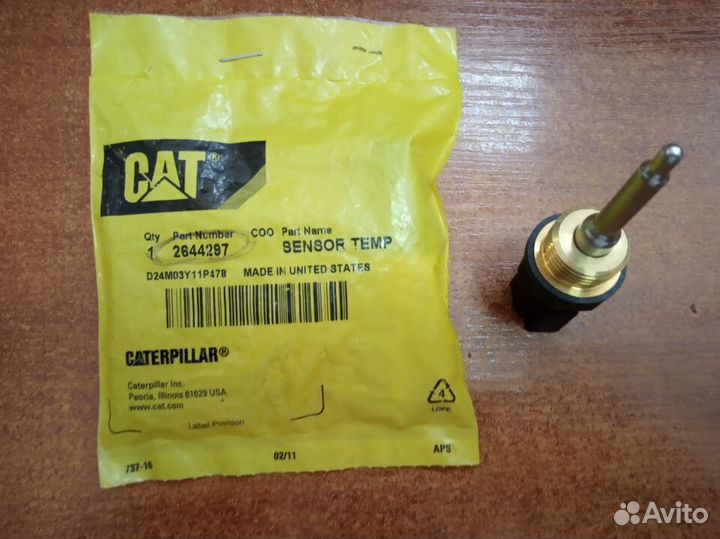 CAT®
Qty Part Number COO Part Name
1 2644297 SENSOR TEMP
D24M03Y11P478 MADE IN UNITED STATES
CATERPILLAR®
Caterpillar Inc.
Peoria, Illinois 61629 USA
www.cat.com
Label Position
4
LDPE
737-16 02/11 APS
Avito